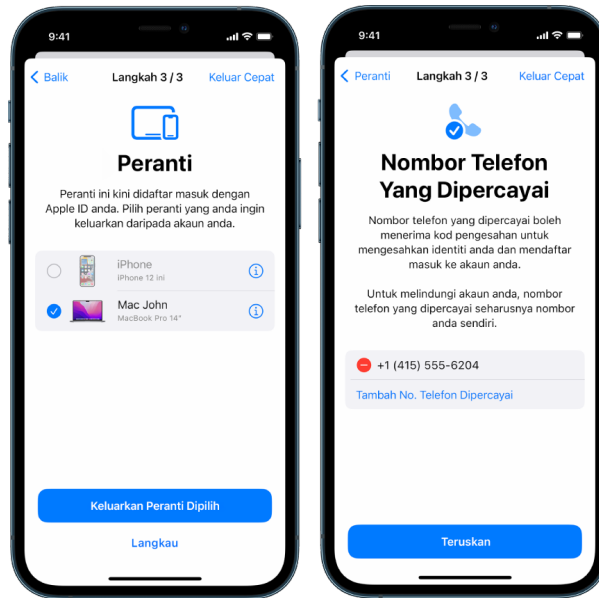 9:41
Balik
Langkah 3 / 3
Keluar Cepat
Peranti
Peranti ini kini didaftar masuk dengan
Apple ID anda. Pilih peranti yang anda ingin
keluarkan daripada akaun anda.
iPhone
iPhone 12 ini
Mac John
MacBook Pro 14"
Keluarkan Peranti Dipilih
Langkau
9:41
Peranti
Langkah 3 / 3
Keluar Cepat
Nombor Telefon
Yang Dipercayai
Nombor telefon yang dipercayai boleh
menerima kod pengesahan untuk
mengesahkan identiti anda dan mendaftar
masuk ke akaun anda.
Untuk melindungi akaun anda, nombor
telefon yang dipercayai seharusnya nombor
anda sendiri.
+1 (415) 555-6204
Tambah No. Telefon Dipercayai
Teruskan